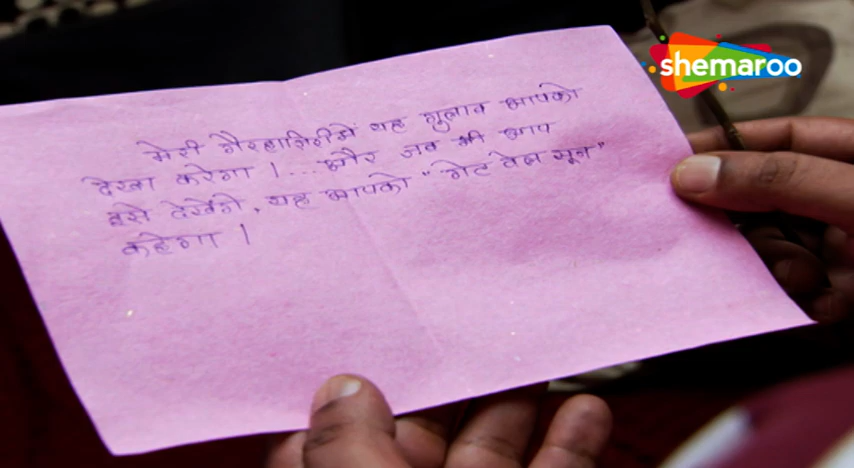 shemaroo
मेरी गैरहाजिरीमें यह गुलाब आपको
देखा करेगा ।...और जब भी आप
इसे देखेंगे, यह आपको "गेट वेल सून"
कहेगा ।